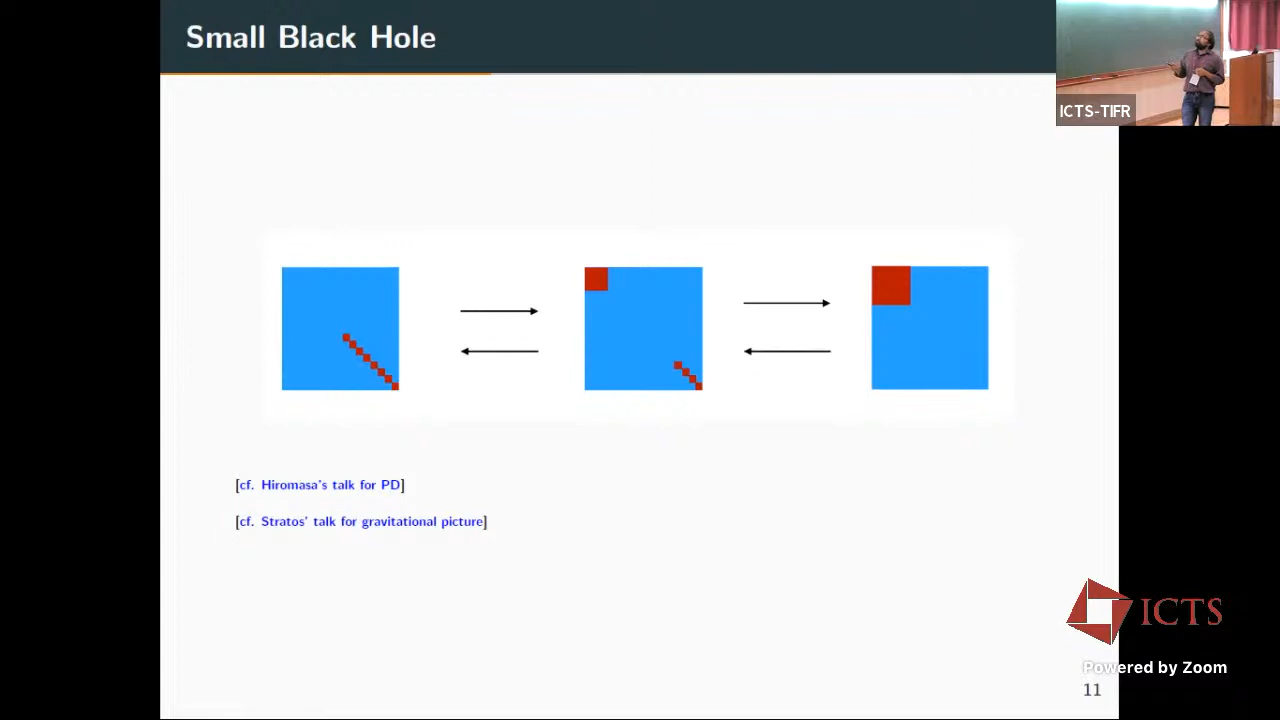 Small Black Hole
ICTS-TIFR
[cf. Hiromasa's talk for PD]
[cf. Stratos' talk for gravitational picture]
ICTS
Powered by Zoom
11